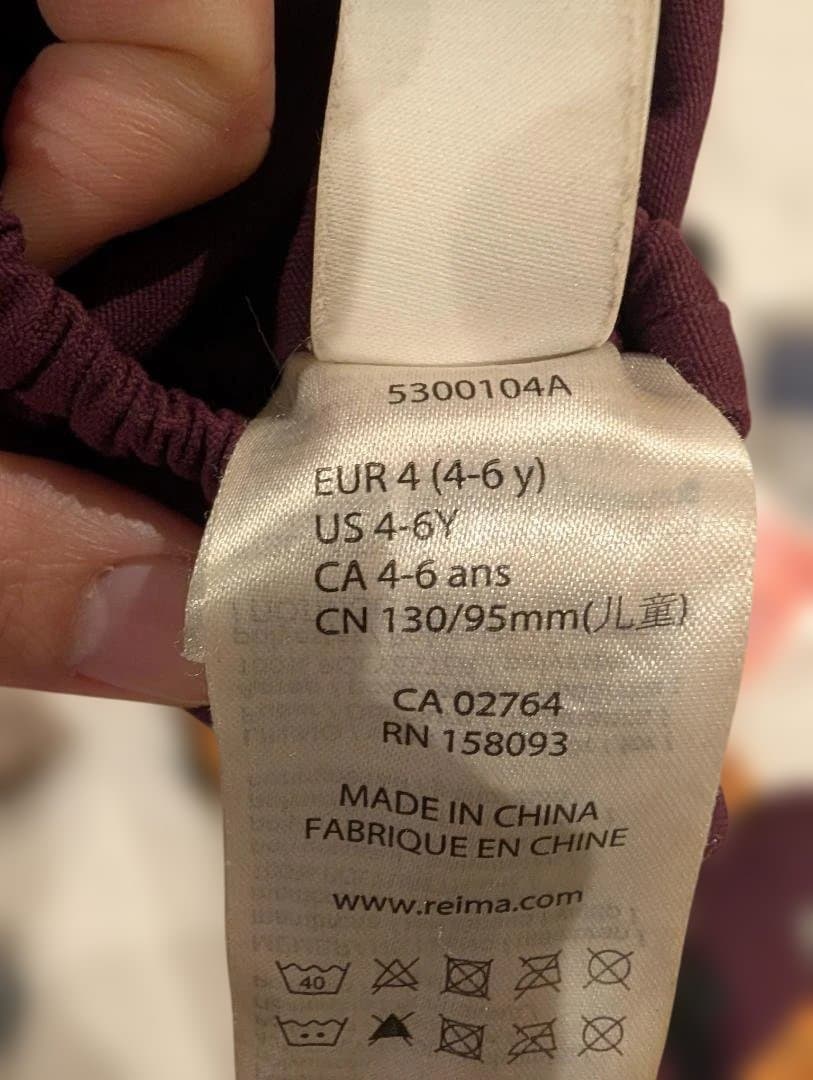 5300104A
EUR 4 (4-6 y)
US 4-6Y
CA 4-6 ans
CN 130/95mm(儿童)
CA 02764
RN 158093
MADE IN CHINA
FABRIQUE EN CHINE
www.reima.com
40